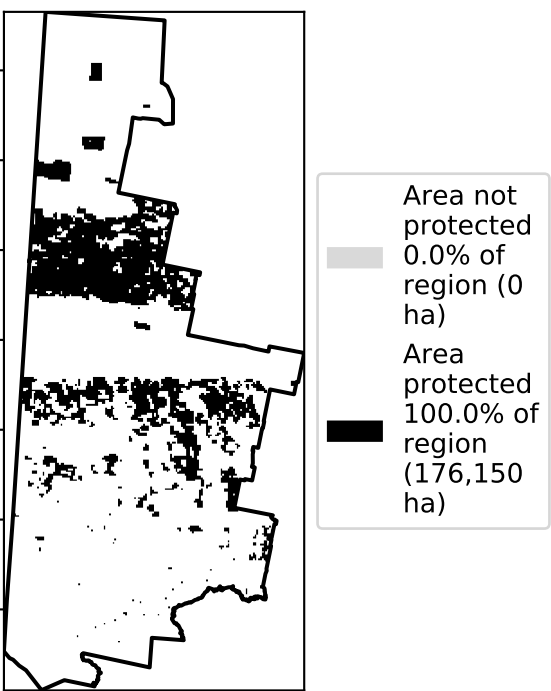 Area not
protected
0.0% of
region (0
ha)
Area
protected
100.0% of
region
(176,150
ha)